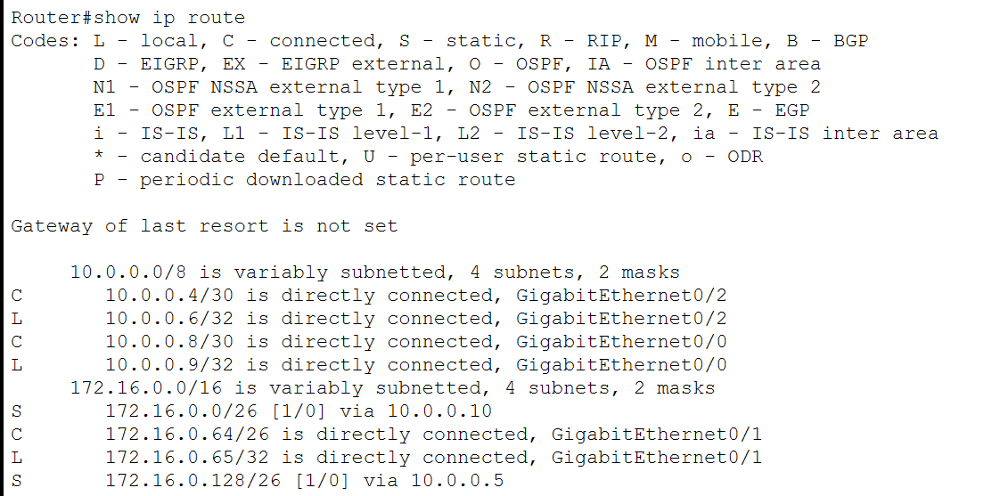 Router#show ip route
Codes: L - local, C - connected, S - static, R - RIP, M - mobile, B - BGP
       D - EIGRP, EX - EIGRP external, O - OSPF, IA - OSPF inter area
       N1 - OSPF NSSA external type 1, N2 - OSPF NSSA external type 2
       E1 - OSPF external type 1, E2 - OSPF external type 2, E - EGP
       i - IS-IS, L1 - IS-IS level-1, L2 - IS-IS level-2, ia - IS-IS inter area
       * - candidate default, U - per-user static route, o - ODR
       P - periodic downloaded static route

Gateway of last resort is not set

     10.0.0.0/8 is variably subnetted, 4 subnets, 2 masks
C       10.0.0.4/30 is directly connected, GigabitEthernet0/2
L       10.0.0.6/32 is directly connected, GigabitEthernet0/2
C       10.0.0.8/30 is directly connected, GigabitEthernet0/0
L       10.0.0.9/32 is directly connected, GigabitEthernet0/0
     172.16.0.0/16 is variably subnetted, 4 subnets, 2 masks
S       172.16.0.0/26 [1/0] via 10.0.0.10
C       172.16.0.64/26 is directly connected, GigabitEthernet0/1
L       172.16.0.65/32 is directly connected, GigabitEthernet0/1
S       172.16.0.128/26 [1/0] via 10.0.0.5